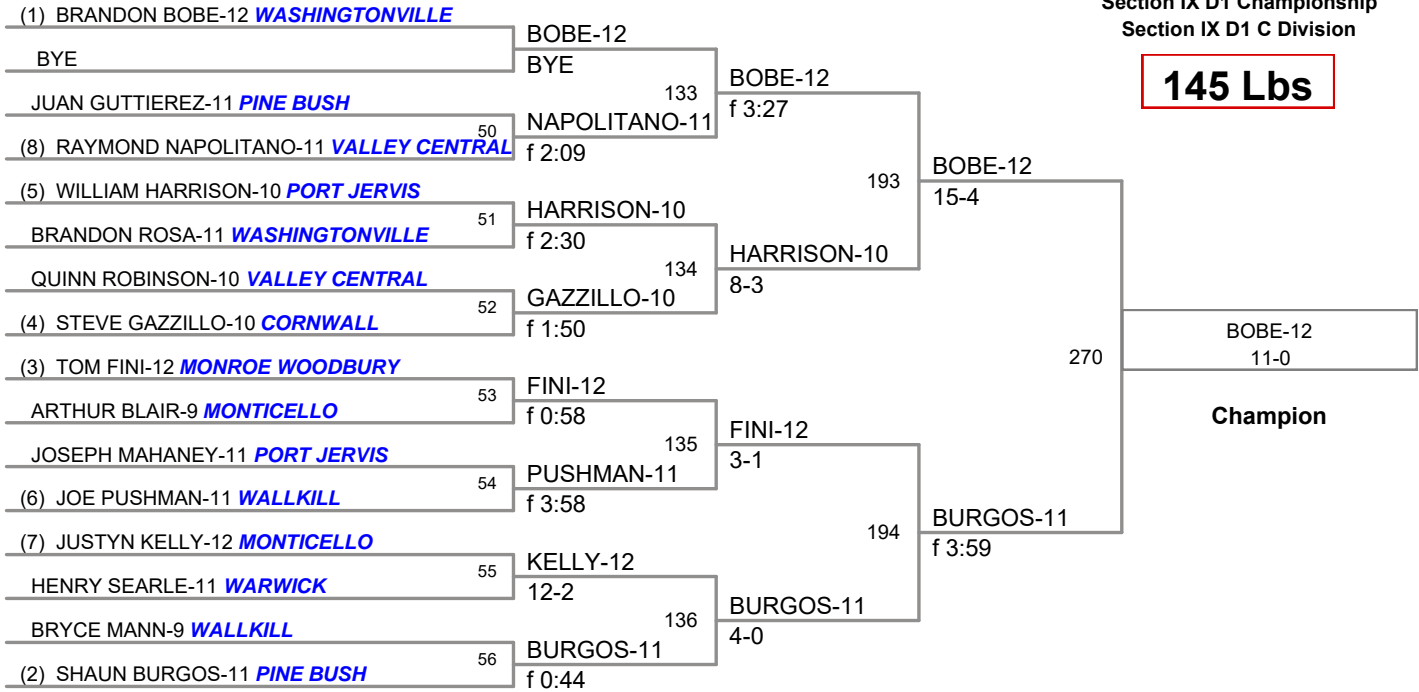 Section IX D1 Championship
Section IX D1 C Division
145 Lbs
(1) BRANDON BOBE-12 WASHINGTONVILLE
BYE
JUAN GUTTIEREZ-11 PINE BUSH
50
(8) RAYMOND NAPOLITANO-11 VALLEY CENTRAL
(5) WILLIAM HARRISON-10 PORT JERVIS
51
BRANDON ROSA-11 WASHINGTONVILLE
QUINN ROBINSON-10 VALLEY CENTRAL
52
(4) STEVE GAZZILLO-10 CORNWALL
(3) TOM FINI-12 MONROE WOODBURY
53
ARTHUR BLAIR-9 MONTICELLO
JOSEPH MAHANEY-11 PORT JERVIS
54
(6) JOE PUSHMAN-11 WALLKILL
(7) JUSTYN KELLY-12 MONTICELLO
55
HENRY SEARLE-11 WARWICK
BRYCE MANN-9 WALLKILL
56
(2) SHAUN BURGOS-11 PINE BUSH
BOBE-12
BYE
133
NAPOLITANO-11
f 2:09
HARRISON-10
f 2:30
134
GAZZILLO-10
f 1:50
FINI-12
f 0:58
135
PUSHMAN-11
f 3:58
KELLY-12
12-2
136
BURGOS-11
f 0:44
BOBE-12
f 3:27
193
HARRISON-10
8-3
FINI-12
3-1
194
BURGOS-11
4-0
BOBE-12
15-4
270
BURGOS-11
f 3:59
BOBE-12
11-0
Champion